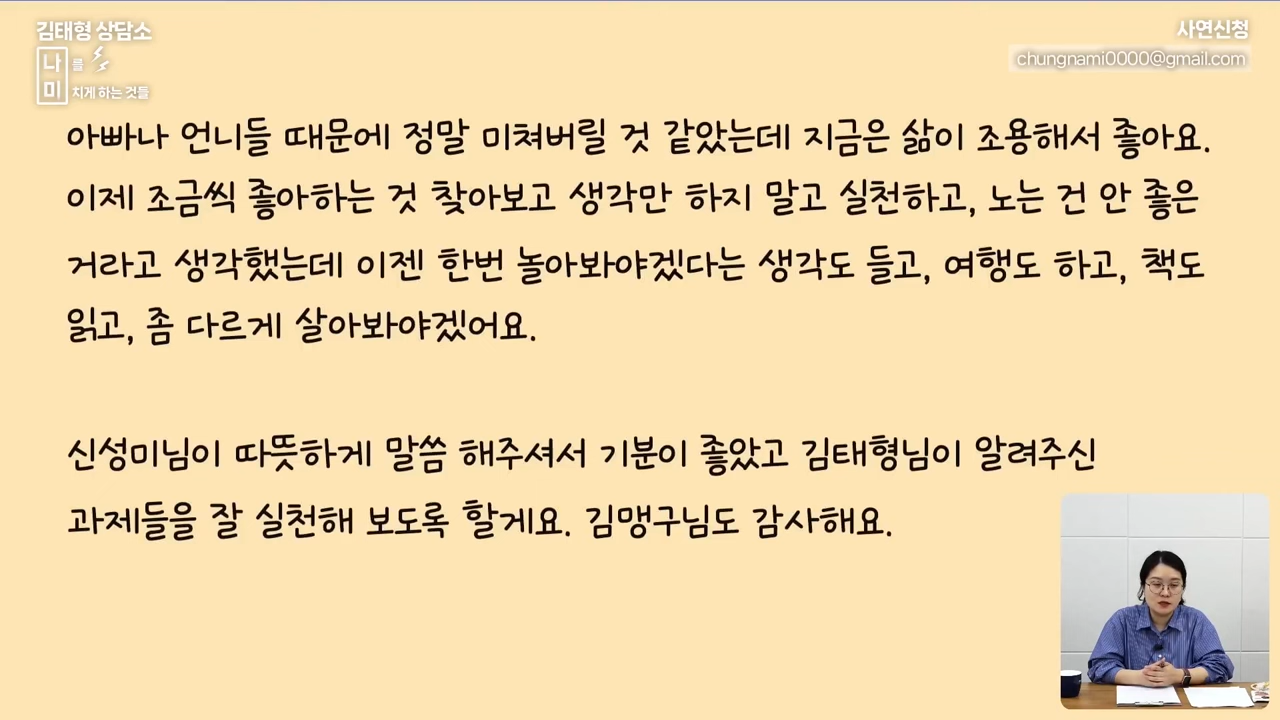 김태형 상담소
나를
미치게 하는 것들
사연신청
chungnami0000@gmail.com
아빠나 언니들 때문에 정말 미쳐버릴 것 같았는데 지금은 삶이 조용해서 좋아요.
이제 조금씩 좋아하는 것 찾아보고 생각만 하지 말고 실천하고, 노는 건 안 좋은
거라고 생각했는데 이젠 한번 놀아봐야겠다는 생각도 들고, 여행도 하고, 책도
읽고, 좀 다르게 살아봐야겠어요.
신성미님이 따뜻하게 말씀 해주셔서 기분이 좋았고 김태형님이 알려주신
과제들을 잘 실천해 보도록 할게요. 김맹구님도 감사해요.